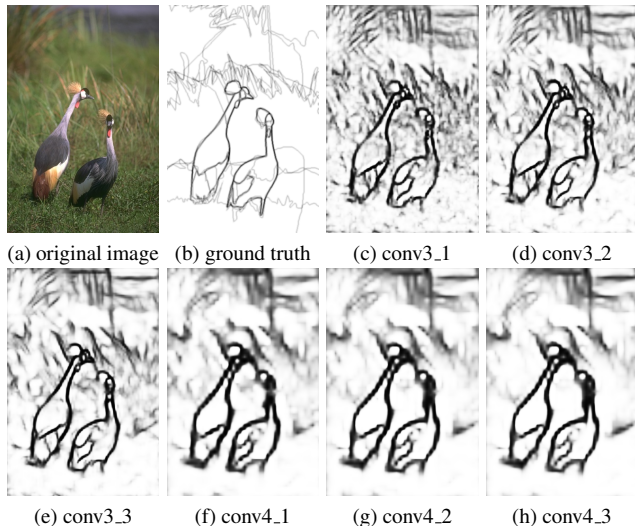 (a) original image (b) ground truth (c) conv3_1 (d) conv3_2
(e) conv3_3 (f) conv4_1 (g) conv4_2 (h) conv4_3